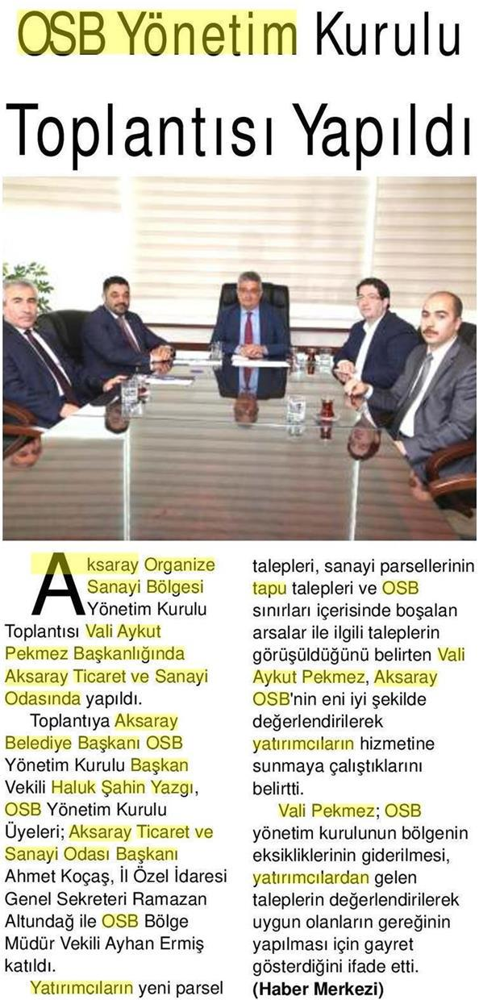 OSB Yönetim Kurulu
Toplantısı Yapıldı
Aksaray Organize
Sanayi Bölgesi
Yönetim Kurulu
Toplantısı Vali Aykut
Pekmez Başkanlığında
Aksaray Ticaret ve Sanayi
Odasında yapıldı.
Toplantıya Aksaray
Belediye Başkanı OSB
Yönetim Kurulu Başkan
Vekili Haluk Şahin Yazgı,
OSB Yönetim Kurulu
Üyeleri; Aksaray Ticaret ve
Sanayi Odası Başkanı
Ahmet Koçaş, İl Özel İdaresi
Genel Sekreteri Ramazan
Altundağ ile OSB Bölge
Müdür Vekili Ayhan Ermiş
katıldı.
Yatırımcıların yeni parsel
talepleri, sanayi parsellerinin
tapu talepleri ve OSB
sınırları içerisinde boşalan
arsalar ile ilgili taleplerin
görüşüldüğünü belirten Vali
Aykut Pekmez, Aksaray
OSB'nin eni iyi şekilde
değerlendirilerek
yatırımcıların hizmetine
sunmaya çalıştıklarını
belirtti.
Vali Pekmez; OSB
yönetim kurulunun bölgenin
eksikliklerinin giderilmesi,
yatırımcılardan gelen
taleplerin değerlendirilerek
uygun olanların gereğinin
yapılması için gayret
gösterdiğini ifade etti.
(Haber Merkezi)